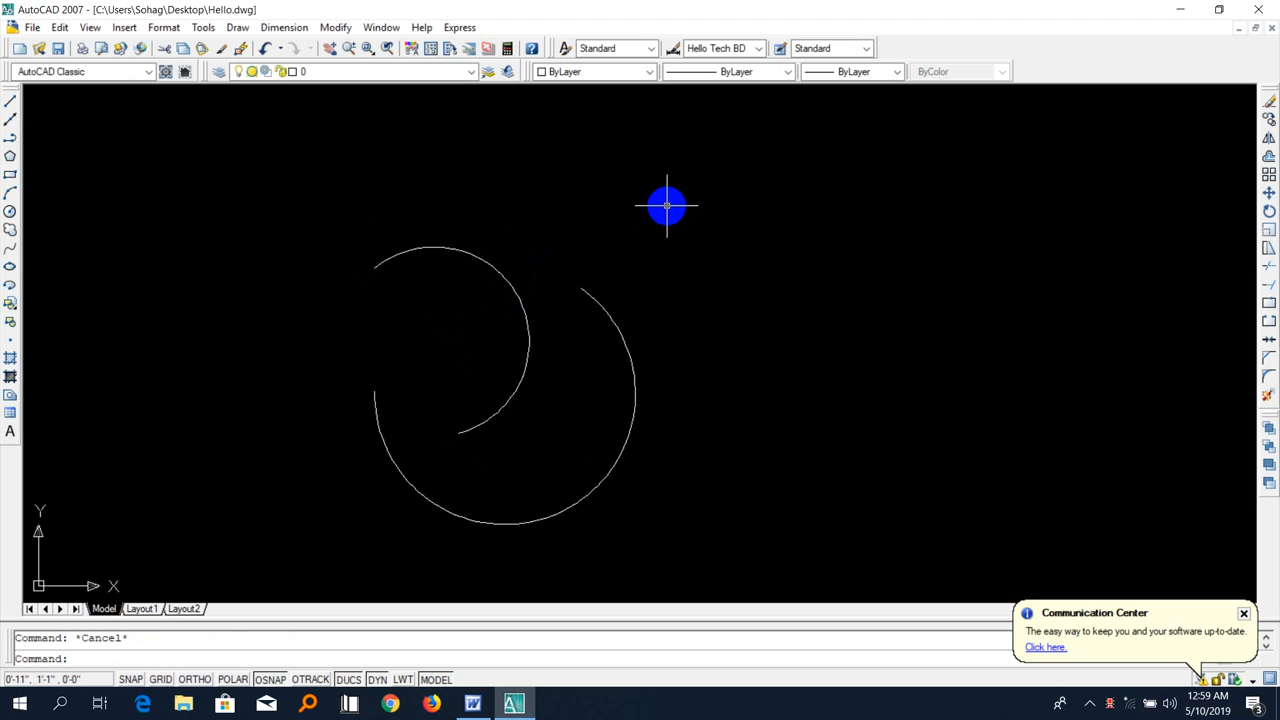 AutoCAD 2007 - [C:\Users\Sohag\Desktop\Hello.dwg]
File Edit View Insert Format Tools Draw Dimension Modify Window Help Express
Standard Hello Tech BD Standard
AutoCAD Classic 0 ByLayer ByLayer ByLayer ByColor
A
Y
X
Model Layout1 Layout2
Command: *Cancel*
Command:
Communication Center
The easy way to keep you and your software up-to-date.
Click here.
0'-11", 1'-1" ,0'-0" SNAP GRID ORTHO POLAR OSNAP OTRACK DUCS DYN LWT MODEL
12:59 AM
5/10/2019
3